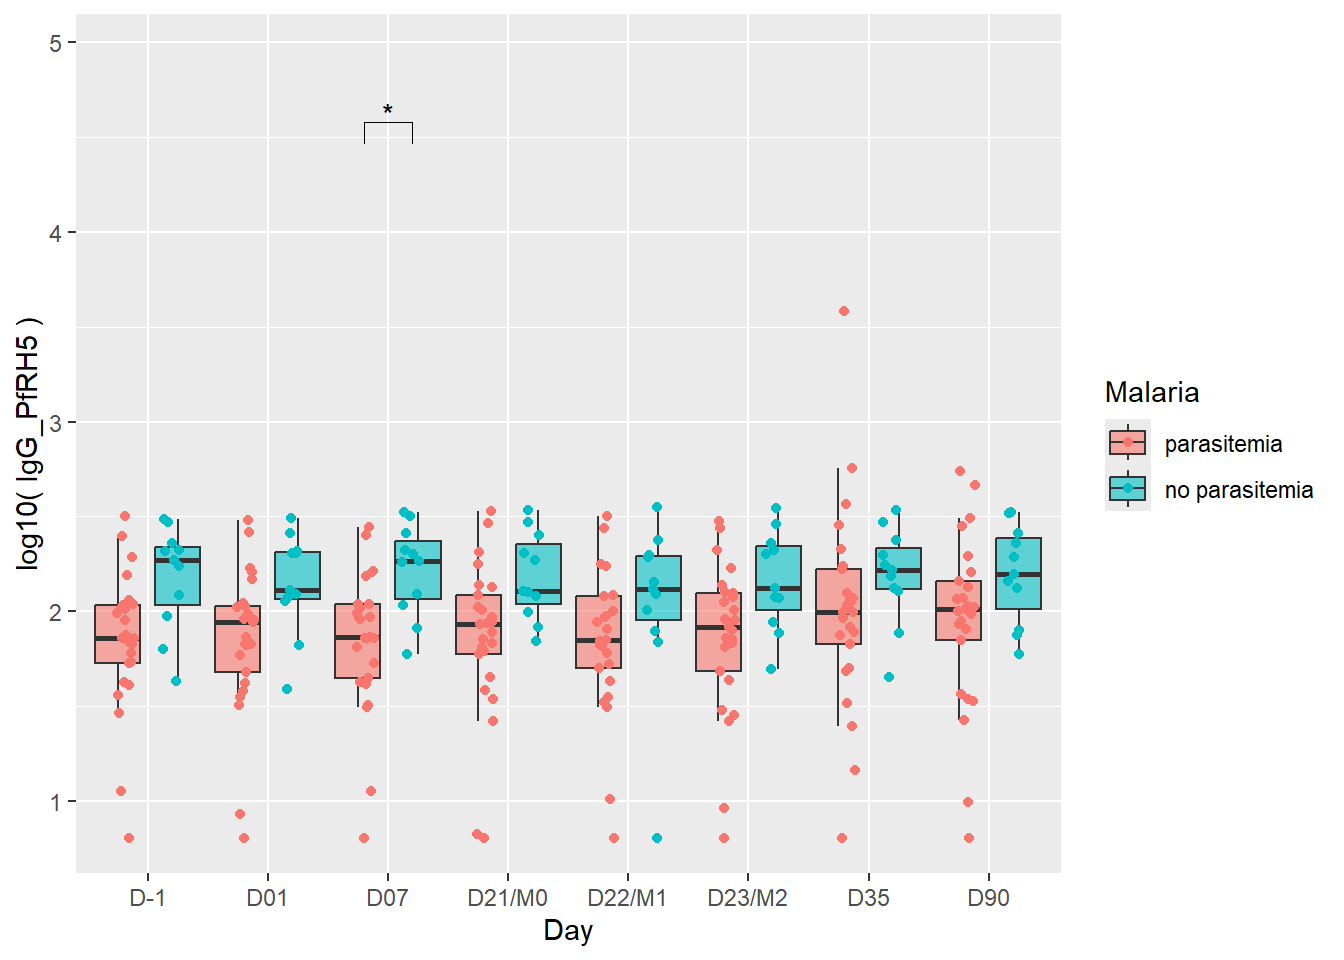 5
*
4
3
2
1
log10( IgG_PfRH5 )
D-1 D01 D07 D21/M0 D22/M1 D23/M2 D35 D90
Day
Malaria
parasitemia
no parasitemia